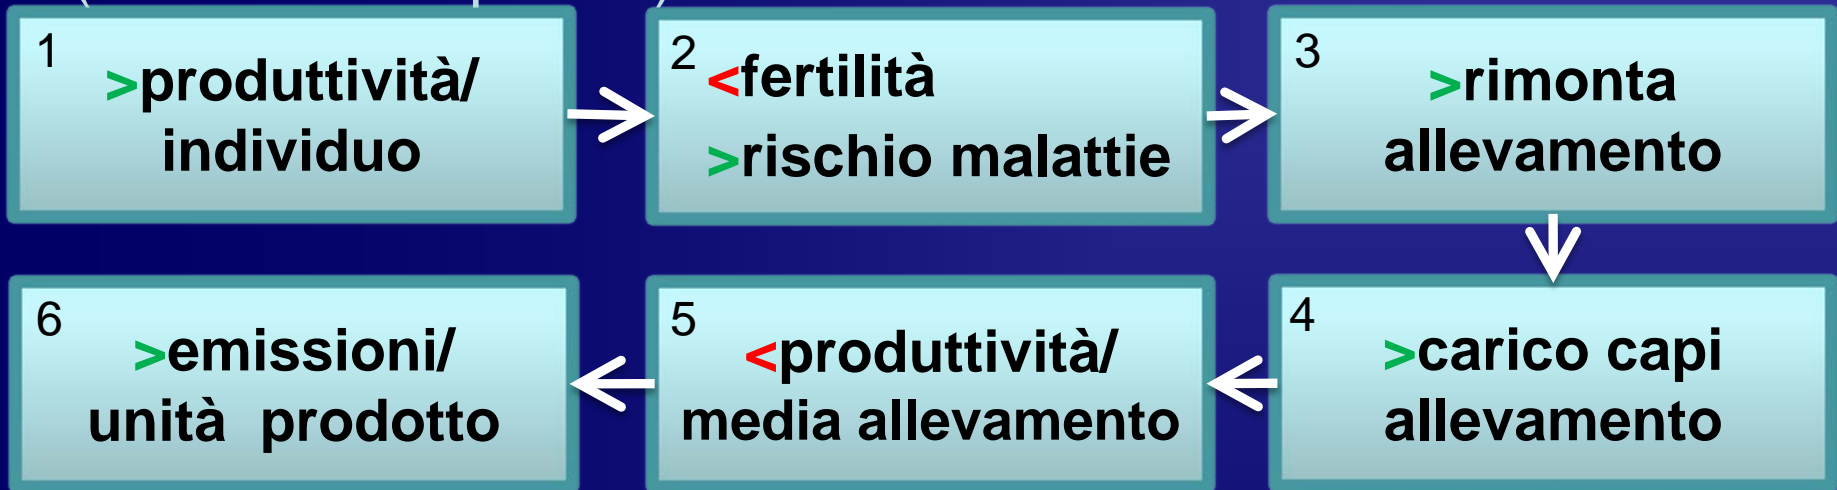 1
>produttività/
individuo
2
<fertilità
>rischio malattie
3
>rimonta
allevamento
4
>carico capi
allevamento
5
<produttività/
media allevamento
6
>emissioni/
unità prodotto